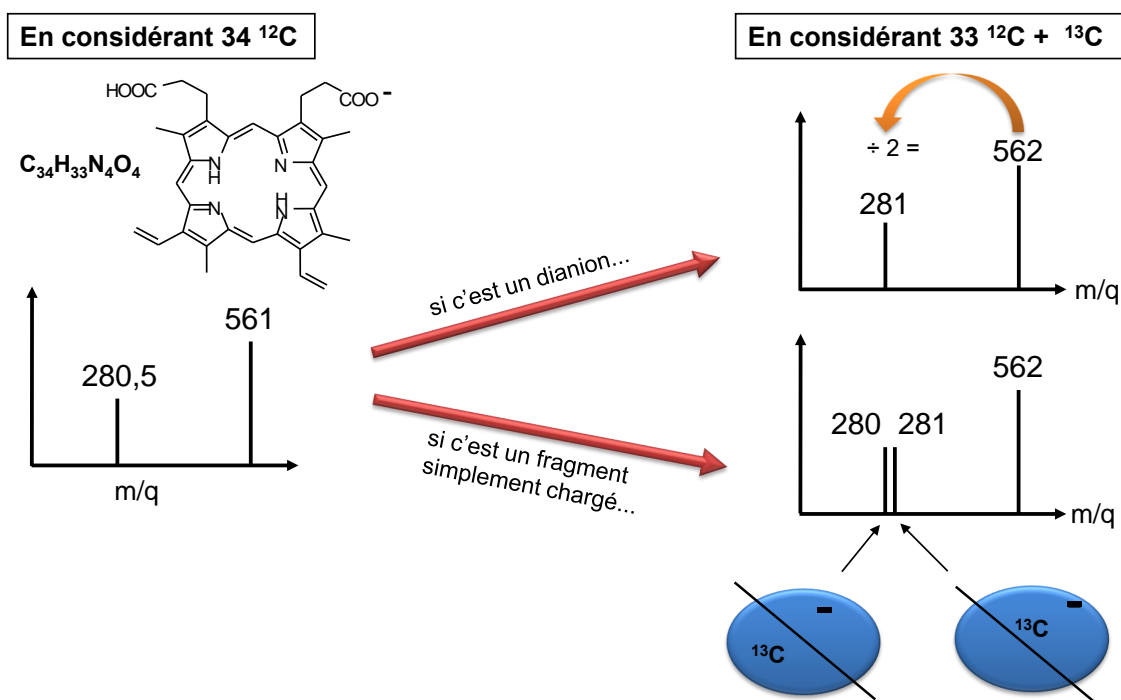 En considérant 34 ¹²C
HOOC
COO⁻
NH
N
N
H
N
C₃₄H₃₃N₄O₄
561
280,5
m/q
si c'est un dianion...
si c'est un fragment
simplement chargé...
En considérant 33 ¹²C + ¹³C
÷ 2 =
562
281
m/q
562
280
281
m/q
-
¹³C
-
¹³C